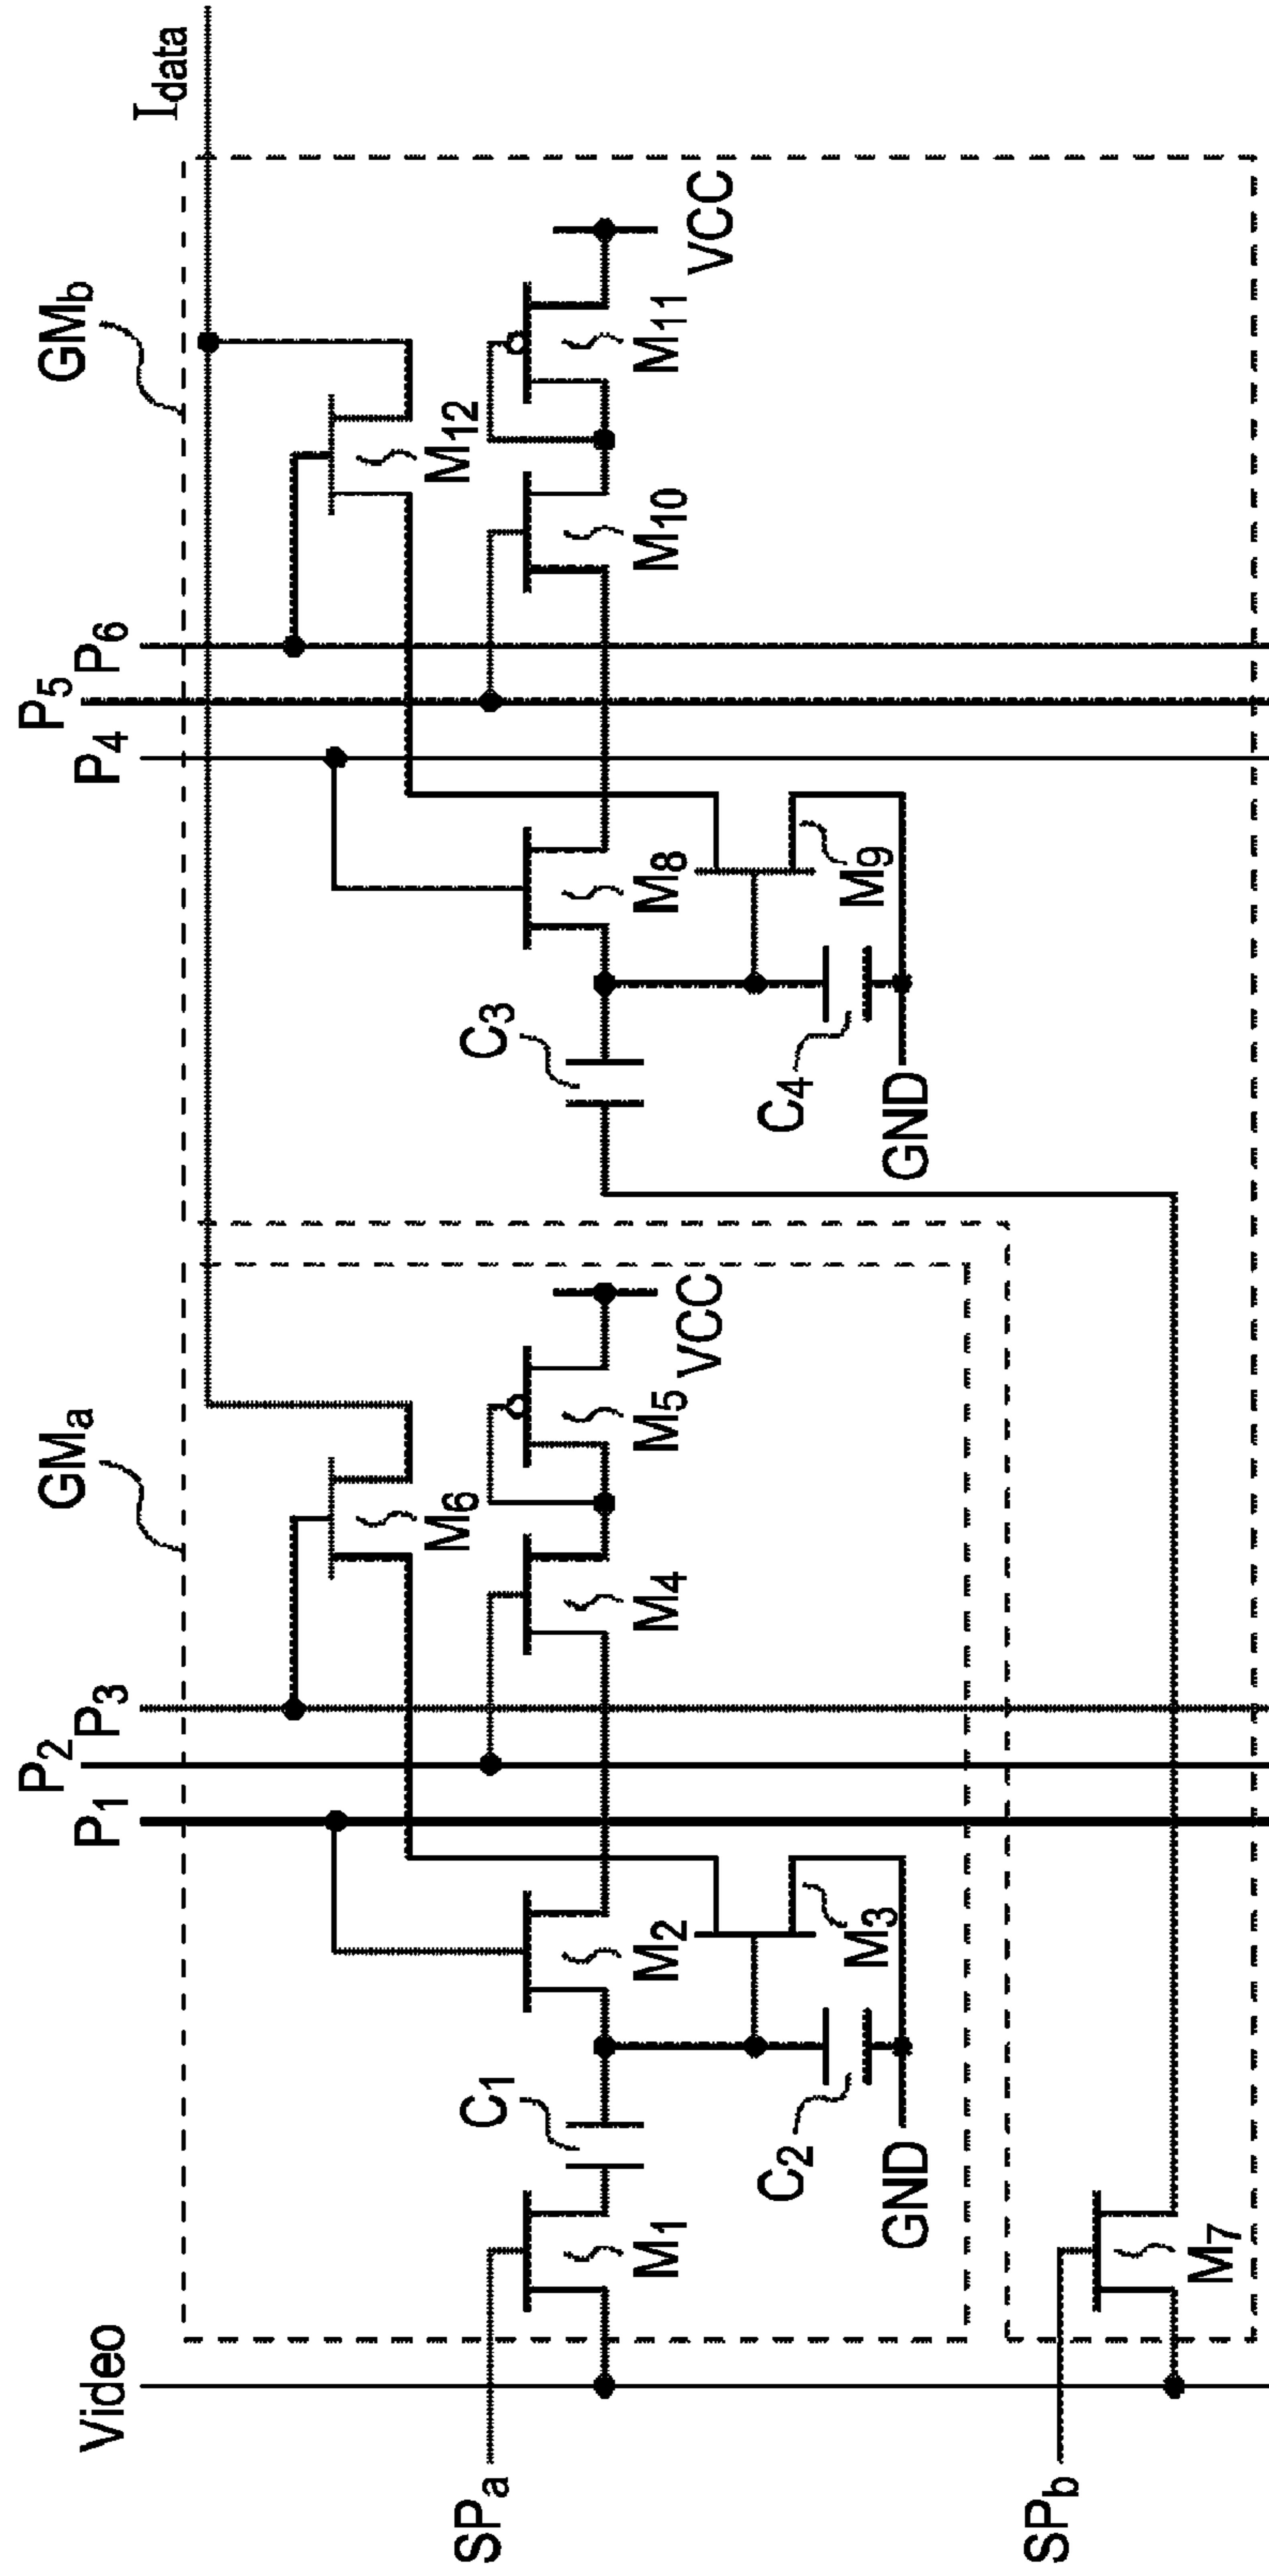 Video
P1
P2
P3
GMa
P4
P5
P6
GMb
Idata
SPa
M1
C1
M2
M6
M4
M5
VCC
C2
M3
GND
C3
M8
M12
M10
M11
VCC
C4
M9
GND
SPb
M7